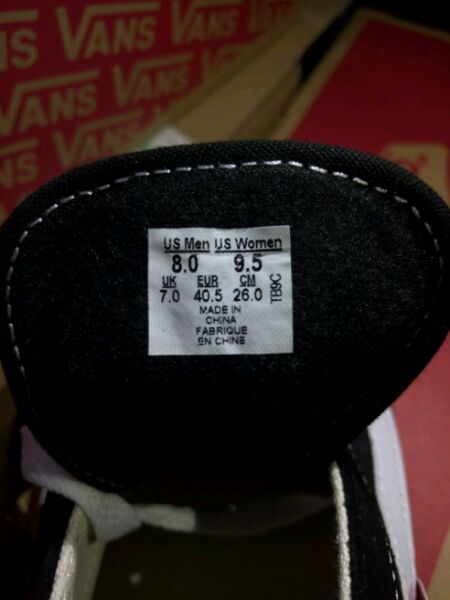 VANS VANS
VANS VANS
US Men US Women
8.0 9.5
UK EUR CM
7.0 40.5 26.0
TB9C
MADE IN
CHINA
FABRIQUE
EN CHINE